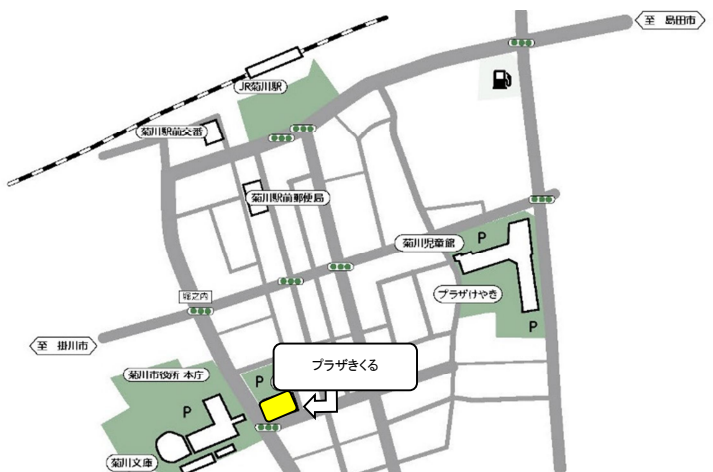 至 島田市
JR菊川駅
菊川駅前交番
菊川駅前郵便局
菊川児童館
P
プラザけやき
堀之内
P
至 掛川市
プラザきくる
菊川市役所 本庁
P
P
菊川文庫